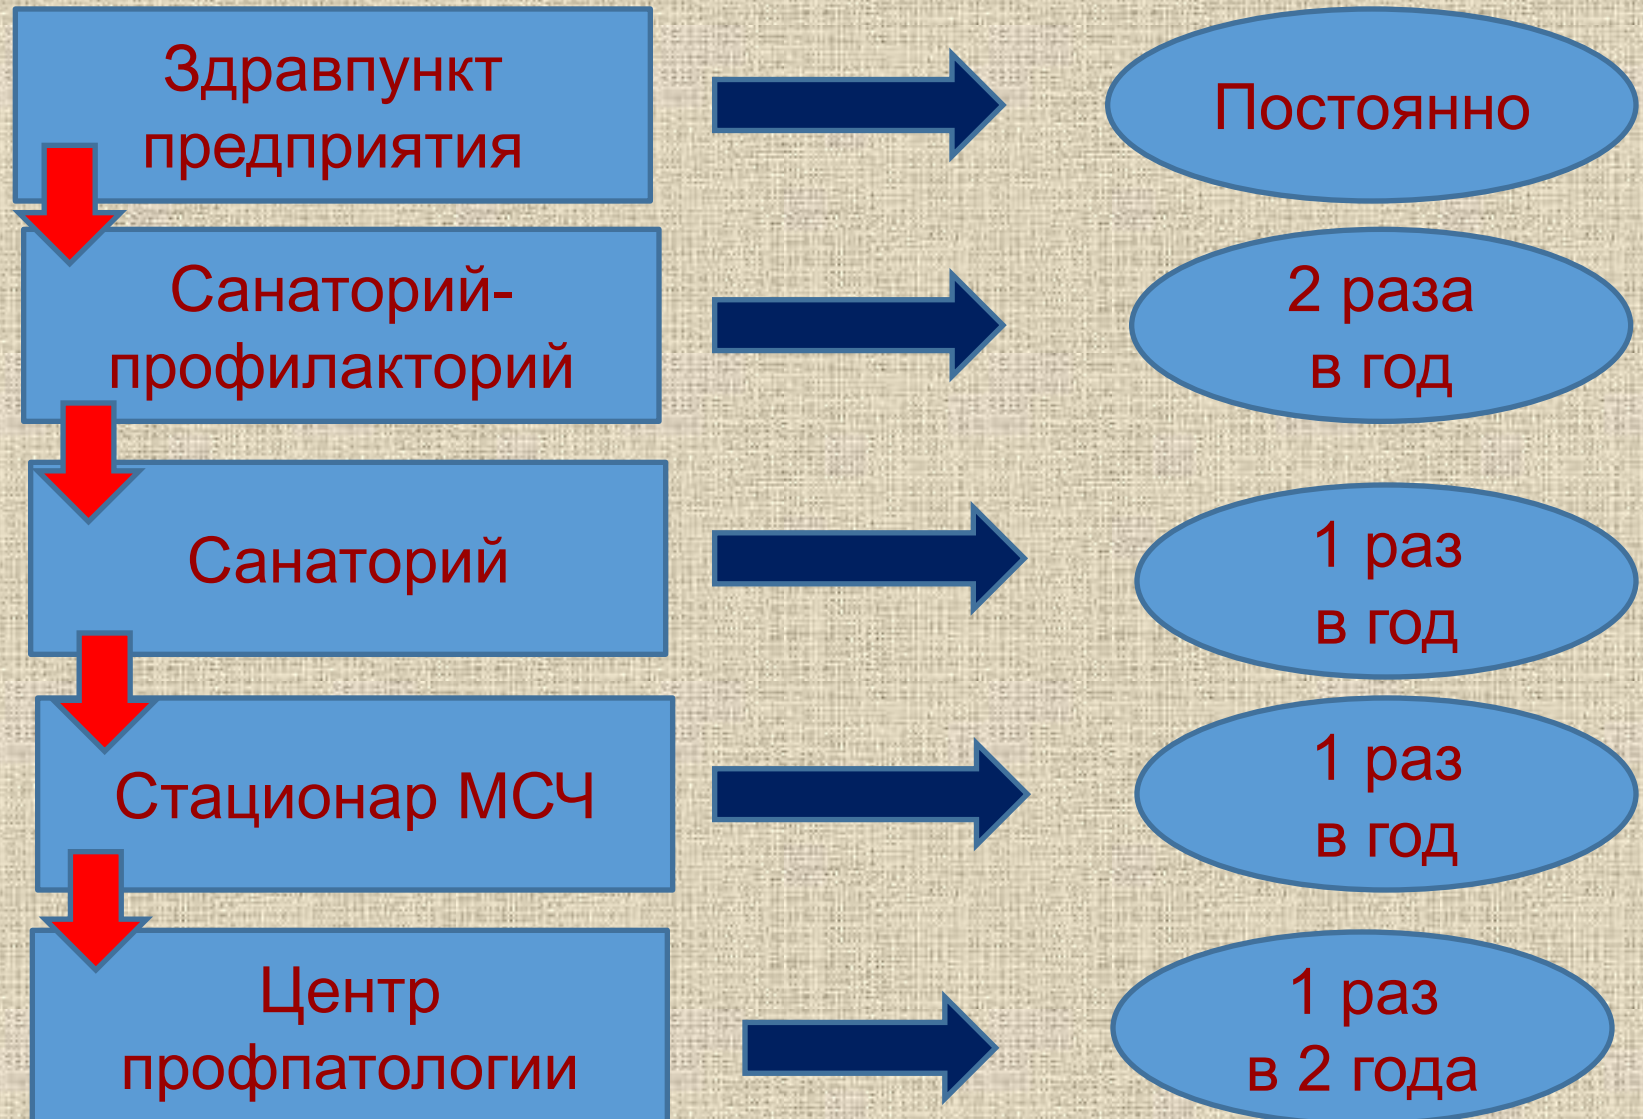 Здравпункт
предприятия
Постоянно
Санаторий-
профилакторий
2 раза
в год
Санаторий
1 раз
в год
Стационар МСЧ
1 раз
в год
Центр
профпатологии
1 раз
в 2 года